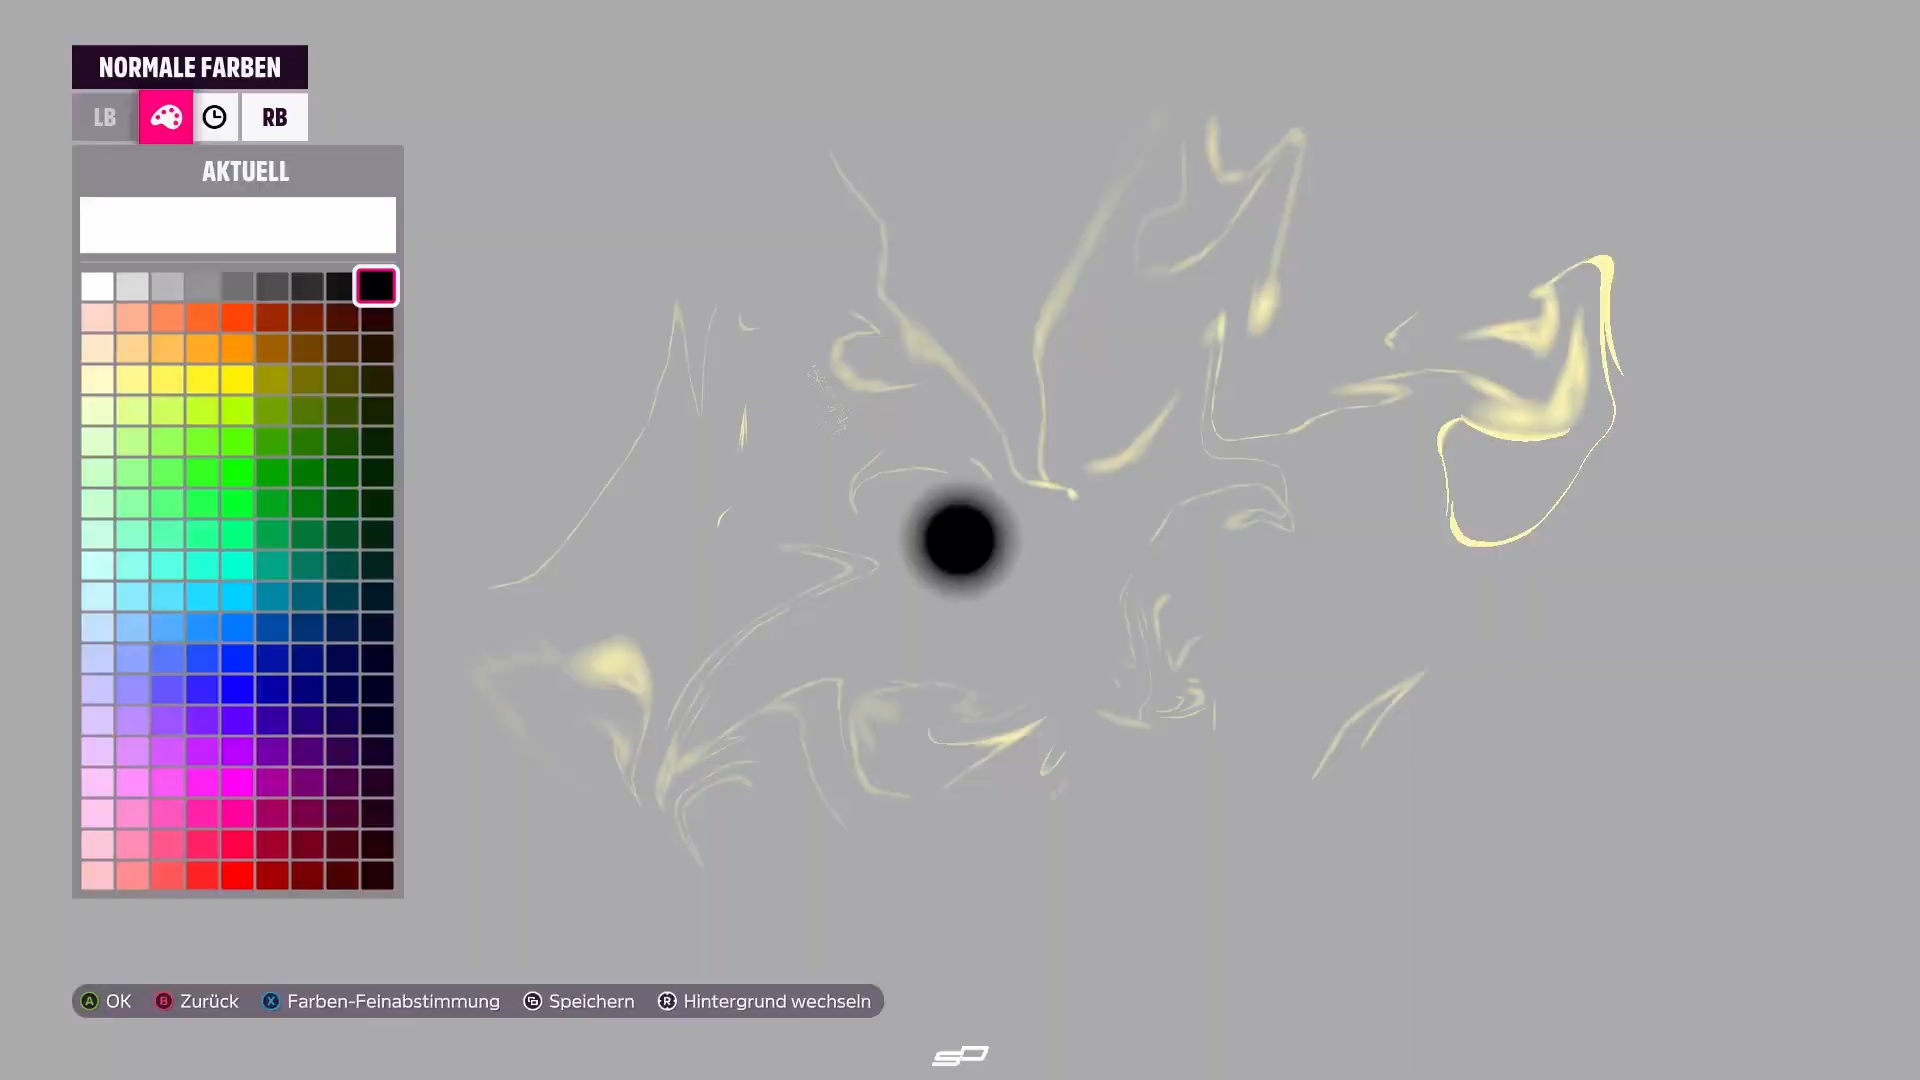 NORMALE FARBEN
LB RB
AKTUELL
A OK B Zurück X Farben-Feinabstimmung Speichern R Hintergrund wechseln